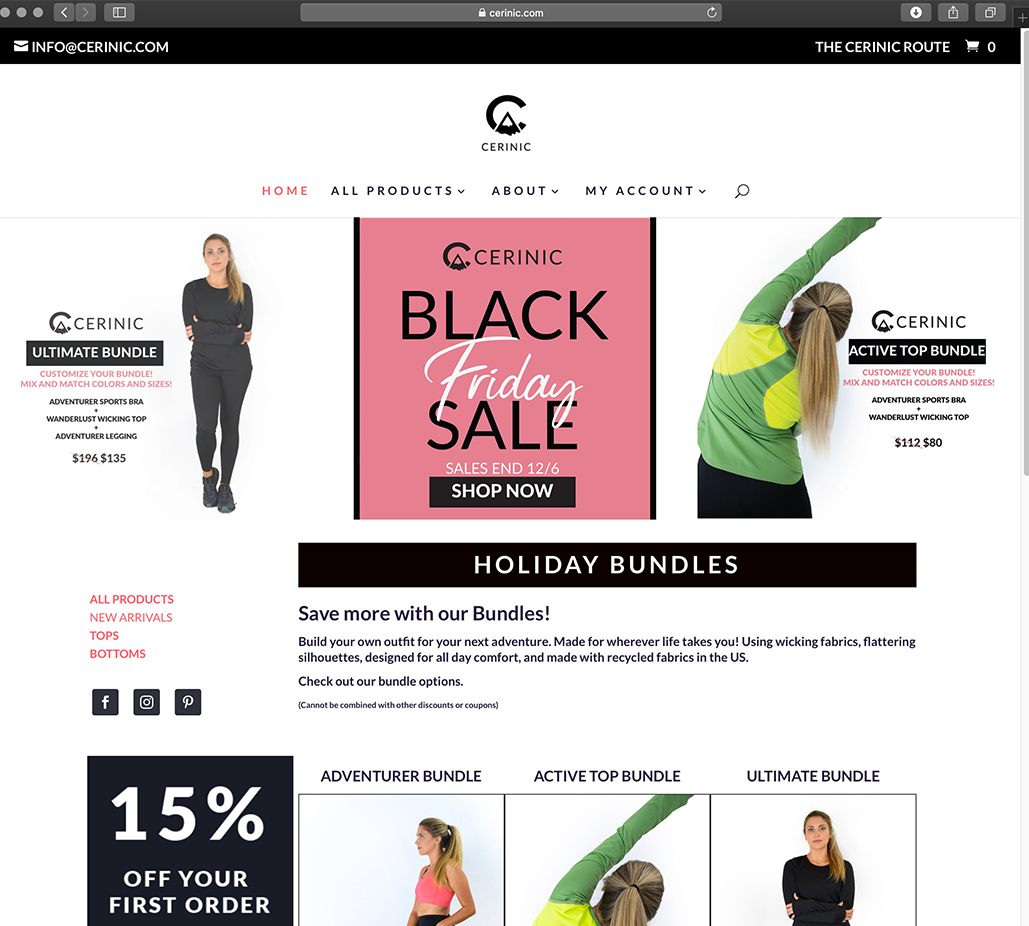 cerinic.com
INFO@CERINIC.COM
THE CERINIC ROUTE
0
CERINIC
HOME
ALL PRODUCTS
ABOUT
MY ACCOUNT
CERINIC
ULTIMATE BUNDLE
CUSTOMIZE YOUR BUNDLE!
MIX AND MATCH COLORS AND SIZES!
ADVENTURER SPORTS BRA
+
WANDERLUST WICKING TOP
+
ADVENTURER LEGGING
$196 $135
CERINIC
BLACK
Friday
SALE
SALES END 12/6
SHOP NOW
CERINIC
ACTIVE TOP BUNDLE
CUSTOMIZE YOUR BUNDLE!
MIX AND MATCH COLORS AND SIZES!
ADVENTURER SPORTS BRA
+
WANDERLUST WICKING TOP
$112 $80
ALL PRODUCTS
NEW ARRIVALS
TOPS
BOTTOMS
15%
OFF YOUR
FIRST ORDER
HOLIDAY BUNDLES
Save more with our Bundles!
Build your own outfit for your next adventure. Made for wherever life takes you! Using wicking fabrics, flattering
silhouettes, designed for all day comfort, and made with recycled fabrics in the US.
Check out our bundle options.
(Cannot be combined with other discounts or coupons)
ADVENTURER BUNDLE
ACTIVE TOP BUNDLE
ULTIMATE BUNDLE